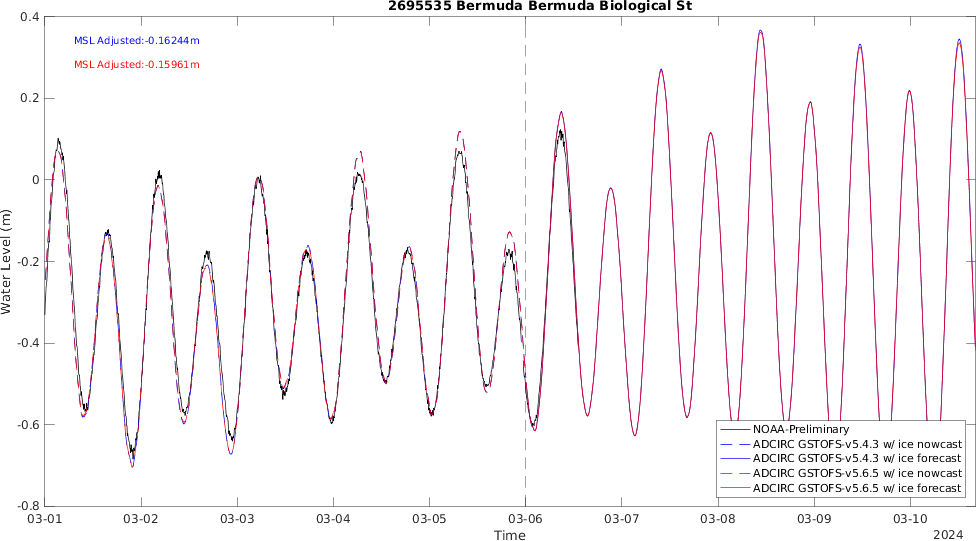 2695535 Bermuda Bermuda Biological St
MSL Adjusted:-0.16244m
MSL Adjusted:-0.15961m
Water Level (m)
0.4
0.2
0
-0.2
-0.4
-0.6
-0.8
NOAA-Preliminary
ADCIRC GSTOFS-v5.4.3 w/ ice nowcast
ADCIRC GSTOFS-v5.4.3 w/ ice forecast
ADCIRC GSTOFS-v5.6.5 w/ ice nowcast
ADCIRC GSTOFS-v5.6.5 w/ ice forecast
03-01 03-02 03-03 03-04 03-05 03-06 03-07 03-08 03-09 03-10
Time
2024